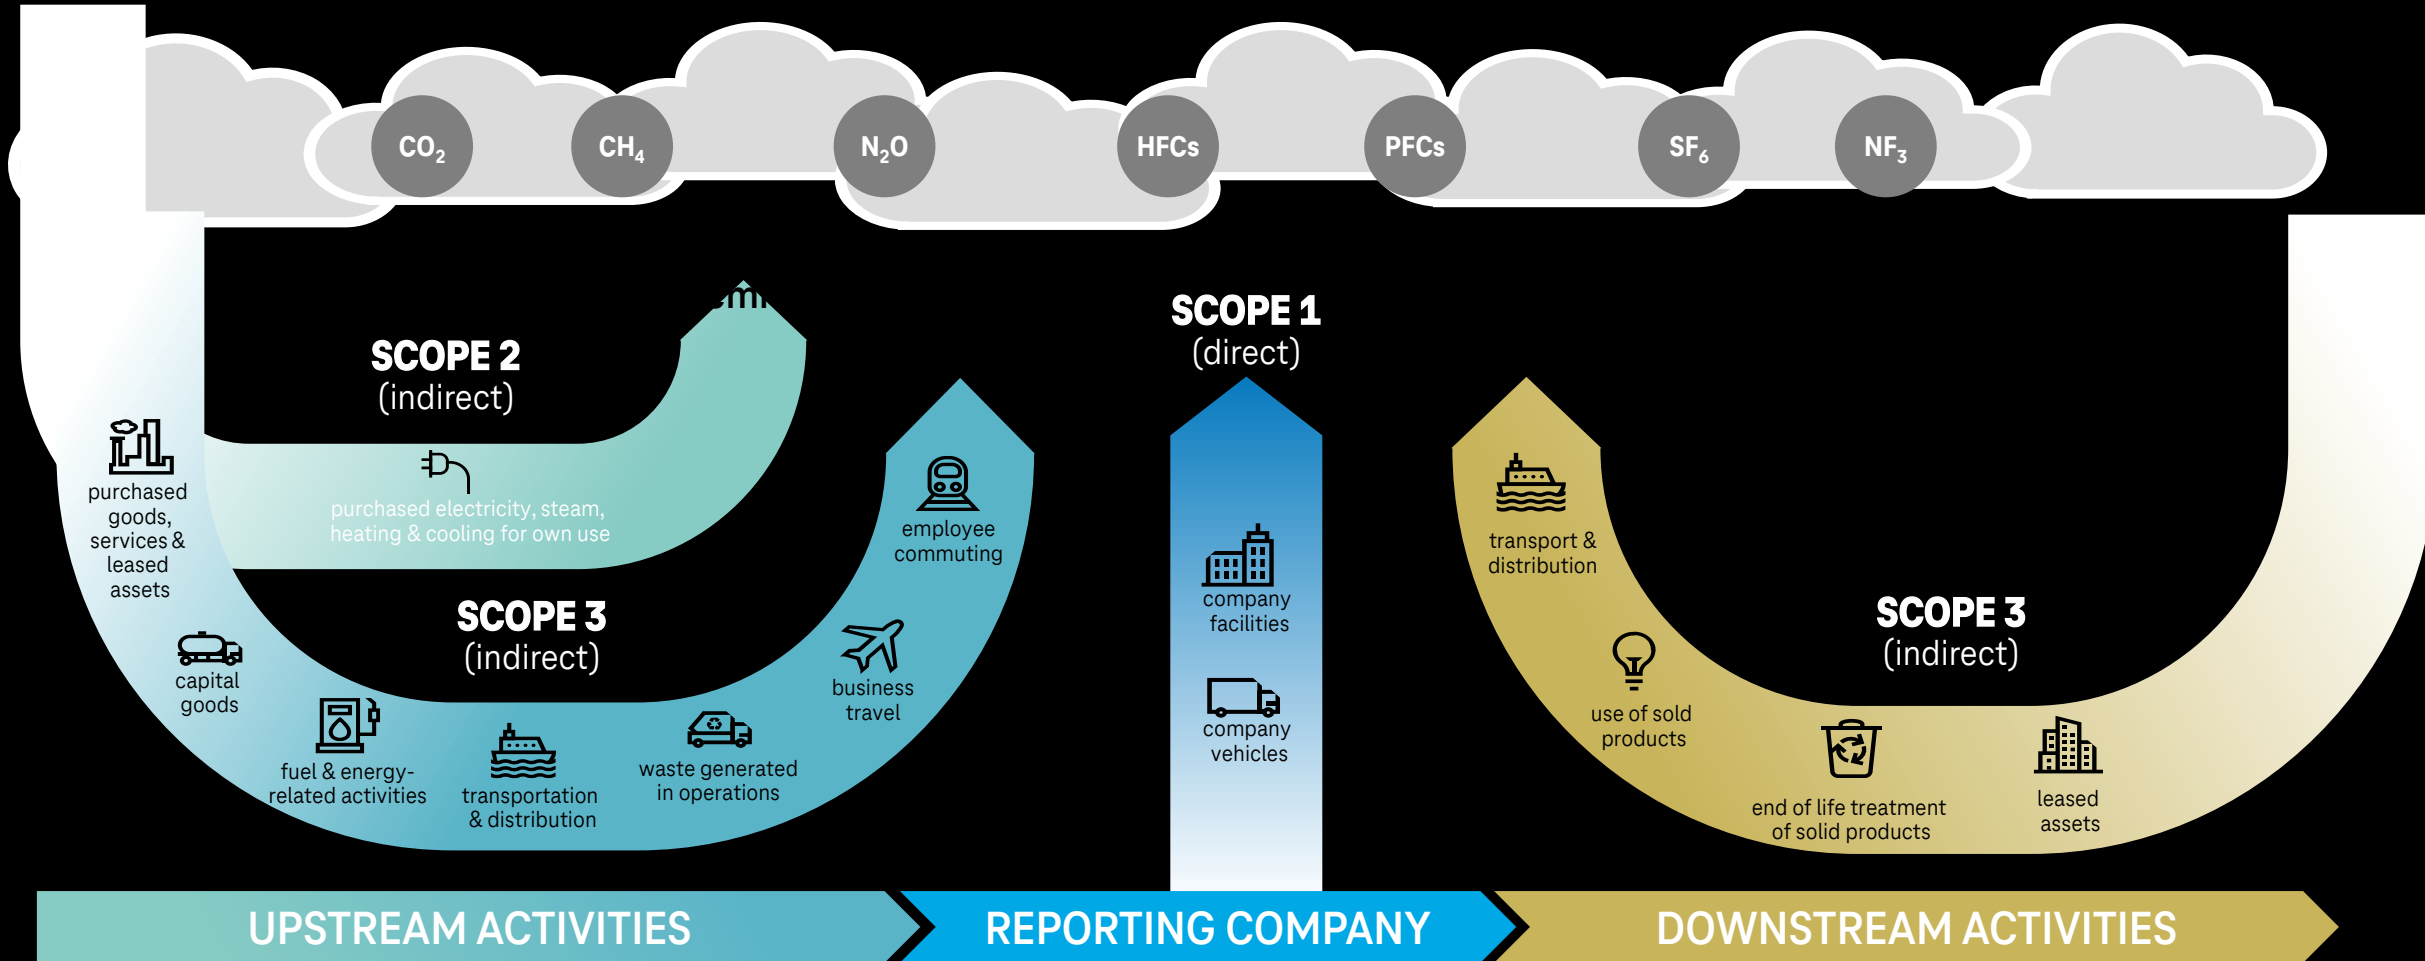 CO₂
CH₄
N₂O
HFCs
PFCs
SF₆
NF₃
SCOPE 2
(indirect)
purchased electricity, steam,
heating & cooling for own use
purchased
goods,
services &
leased
assets
capital
goods
fuel & energy-
related activities
transportation
& distribution
waste generated
in operations
business
travel
employee
commuting
SCOPE 3
(indirect)
SCOPE 1
(direct)
company
facilities
company
vehicles
transport &
distribution
use of sold
products
end of life treatment
of solid products
leased
assets
SCOPE 3
(indirect)
UPSTREAM ACTIVITIES
REPORTING COMPANY
DOWNSTREAM ACTIVITIES